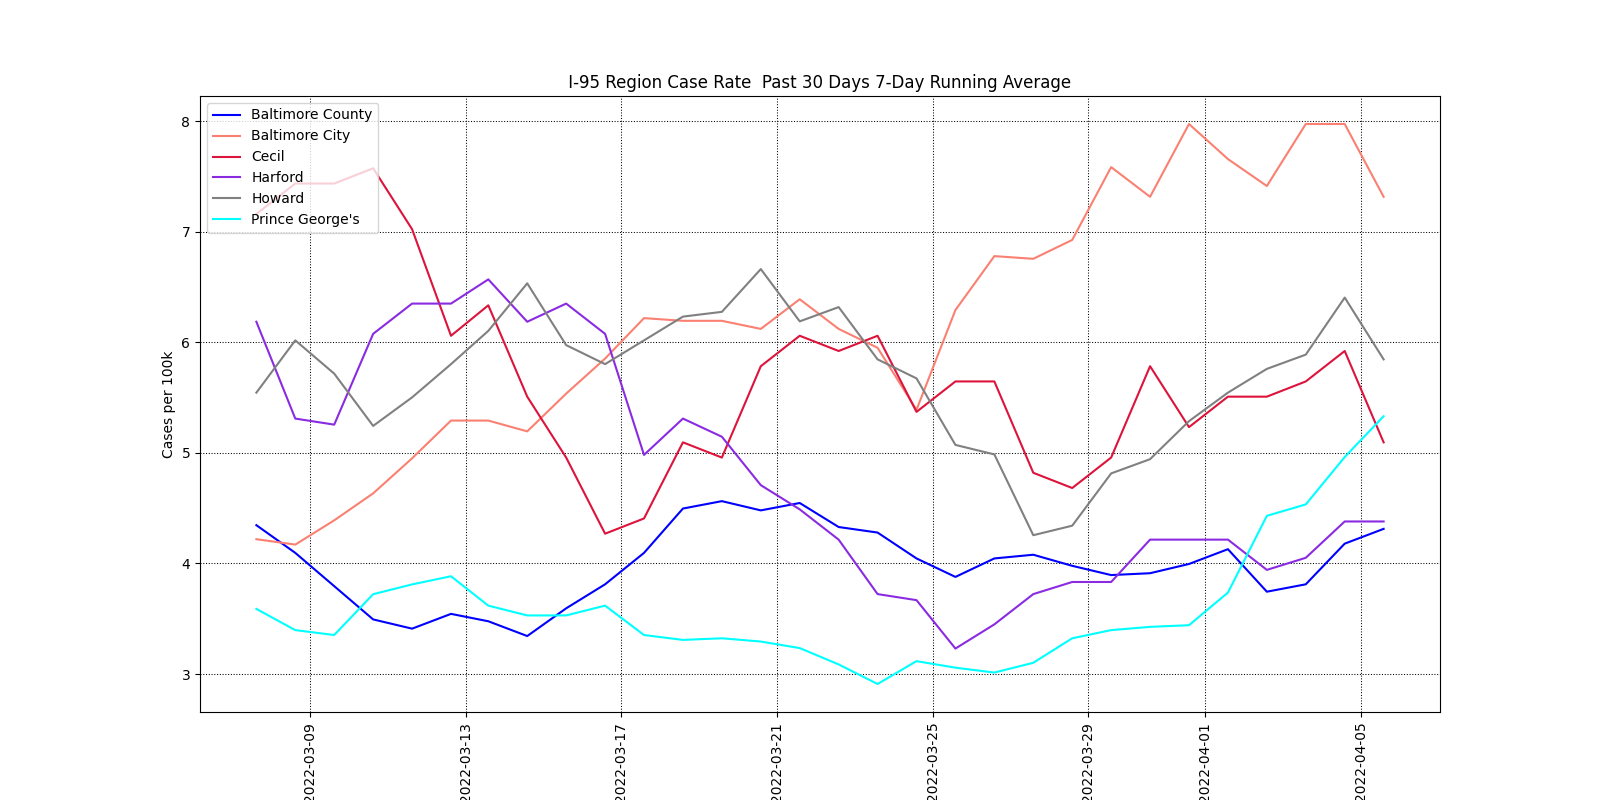 I-95 Region Case Rate  Past 30 Days 7-Day Running Average
Baltimore County
Baltimore City
Cecil
Harford
Howard
Prince George's
Cases per 100k
8
7
6
5
4
3
2022-03-09
2022-03-13
2022-03-17
2022-03-21
2022-03-25
2022-03-29
2022-04-01
2022-04-05